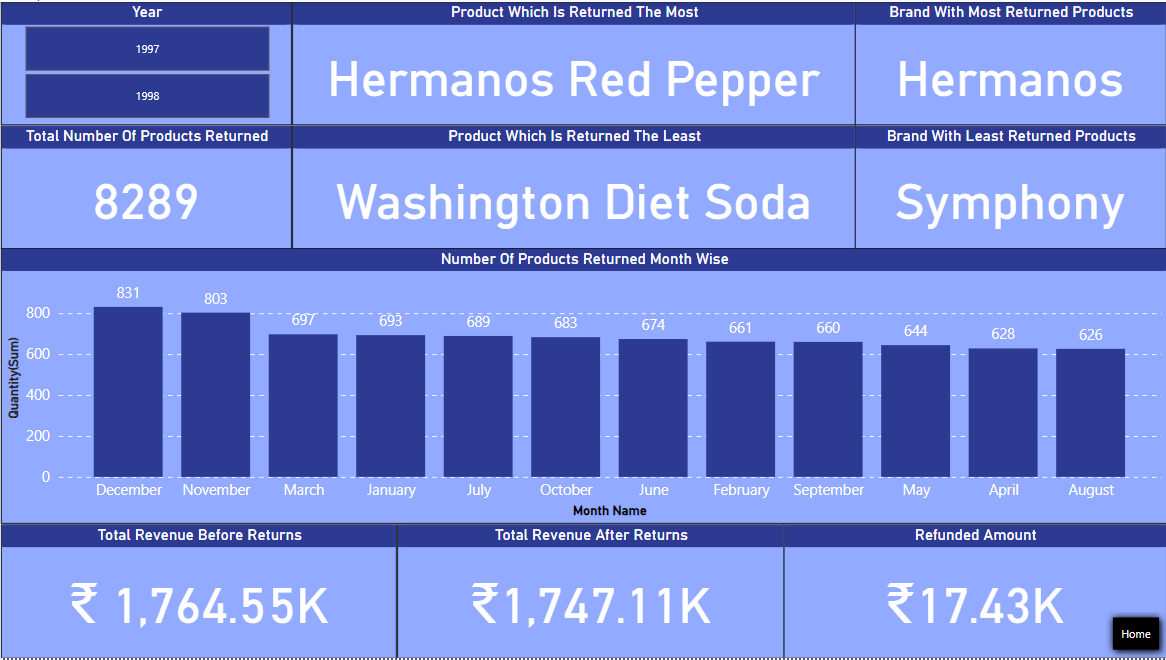 Year
1997
1998
Product Which Is Returned The Most
Hermanos Red Pepper
Brand With Most Returned Products
Hermanos
Total Number Of Products Returned
8289
Product Which Is Returned The Least
Washington Diet Soda
Brand With Least Returned Products
Symphony
Number Of Products Returned Month Wise
Quantity(Sum)
800
600
400
200
0
831
803
697
693
689
683
674
661
660
644
628
626
December
November
March
January
July
October
June
February
September
May
April
August
Month Name
Total Revenue Before Returns
₹ 1,764.55K
Total Revenue After Returns
₹1,747.11K
Refunded Amount
₹17.43K
Home